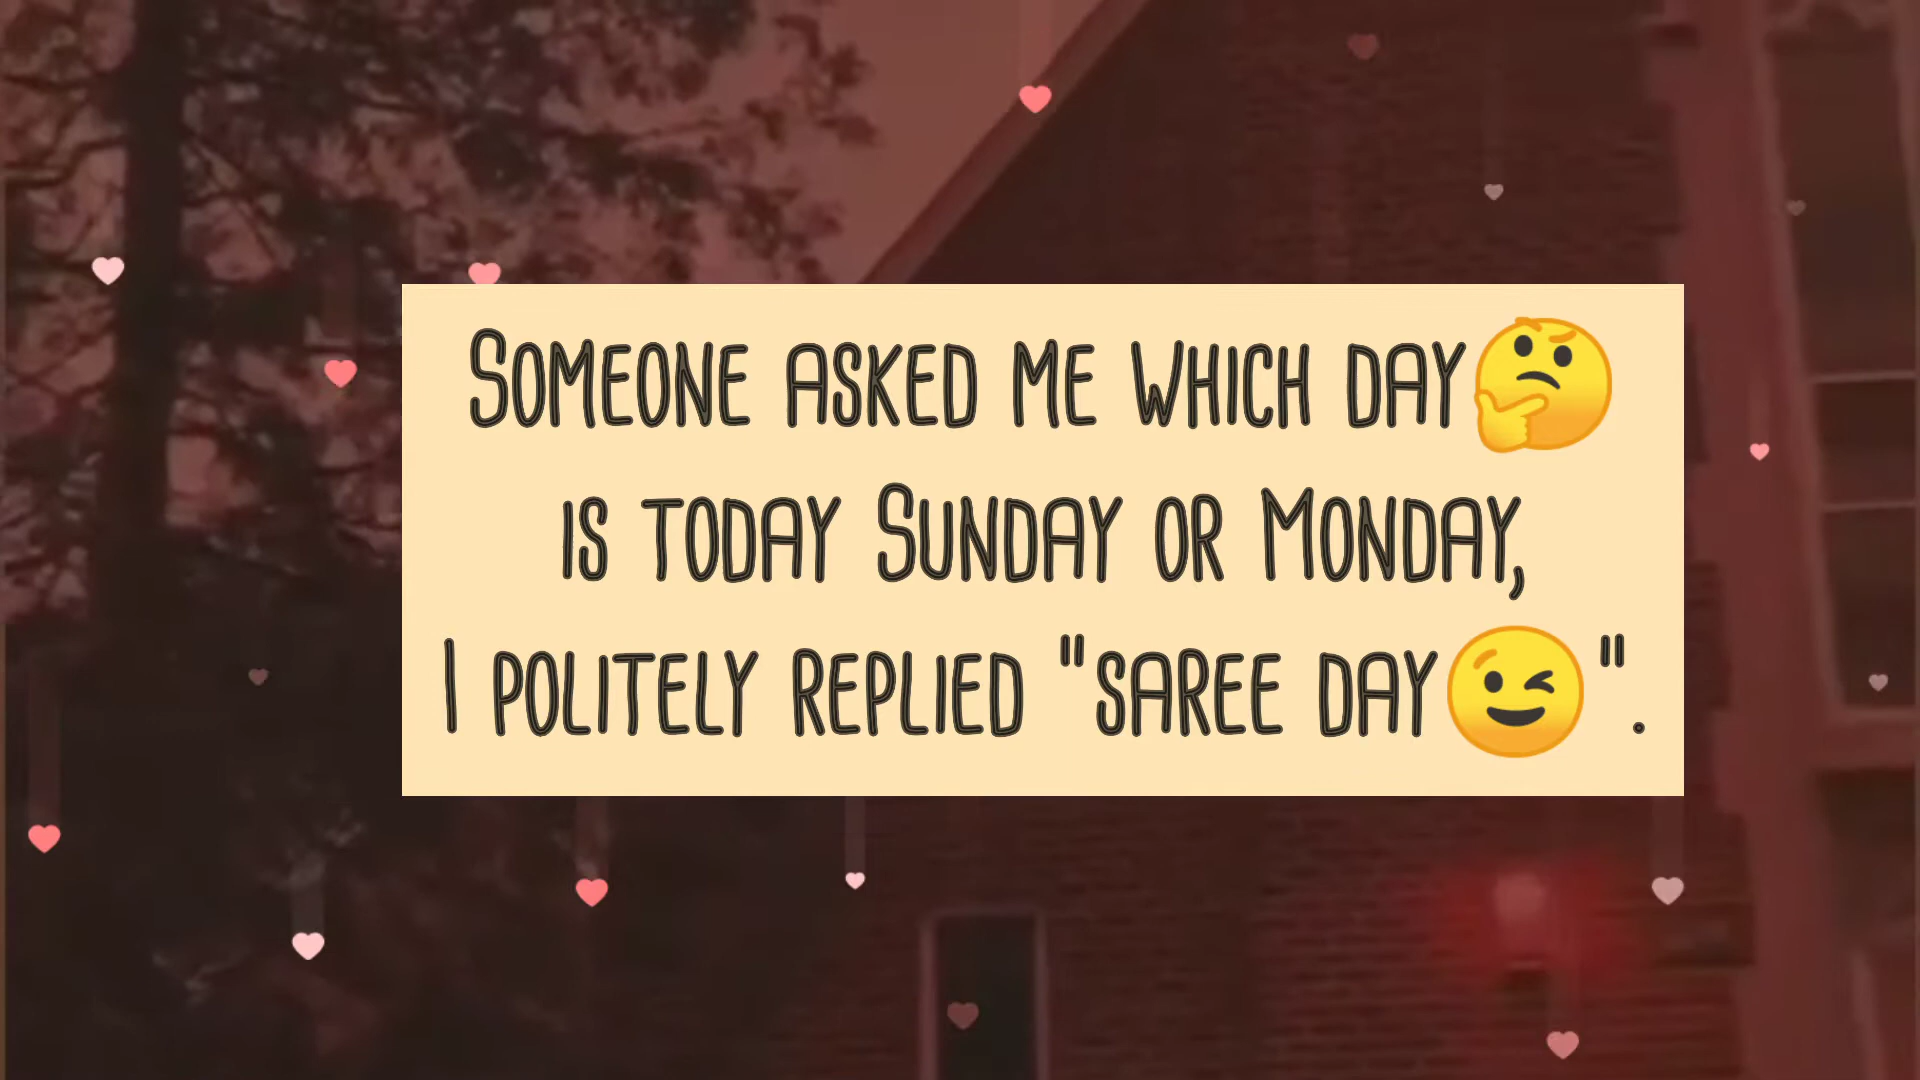 Someone asked me which day🤔
is today Sunday or Monday,
I politely replied "saree day😉".